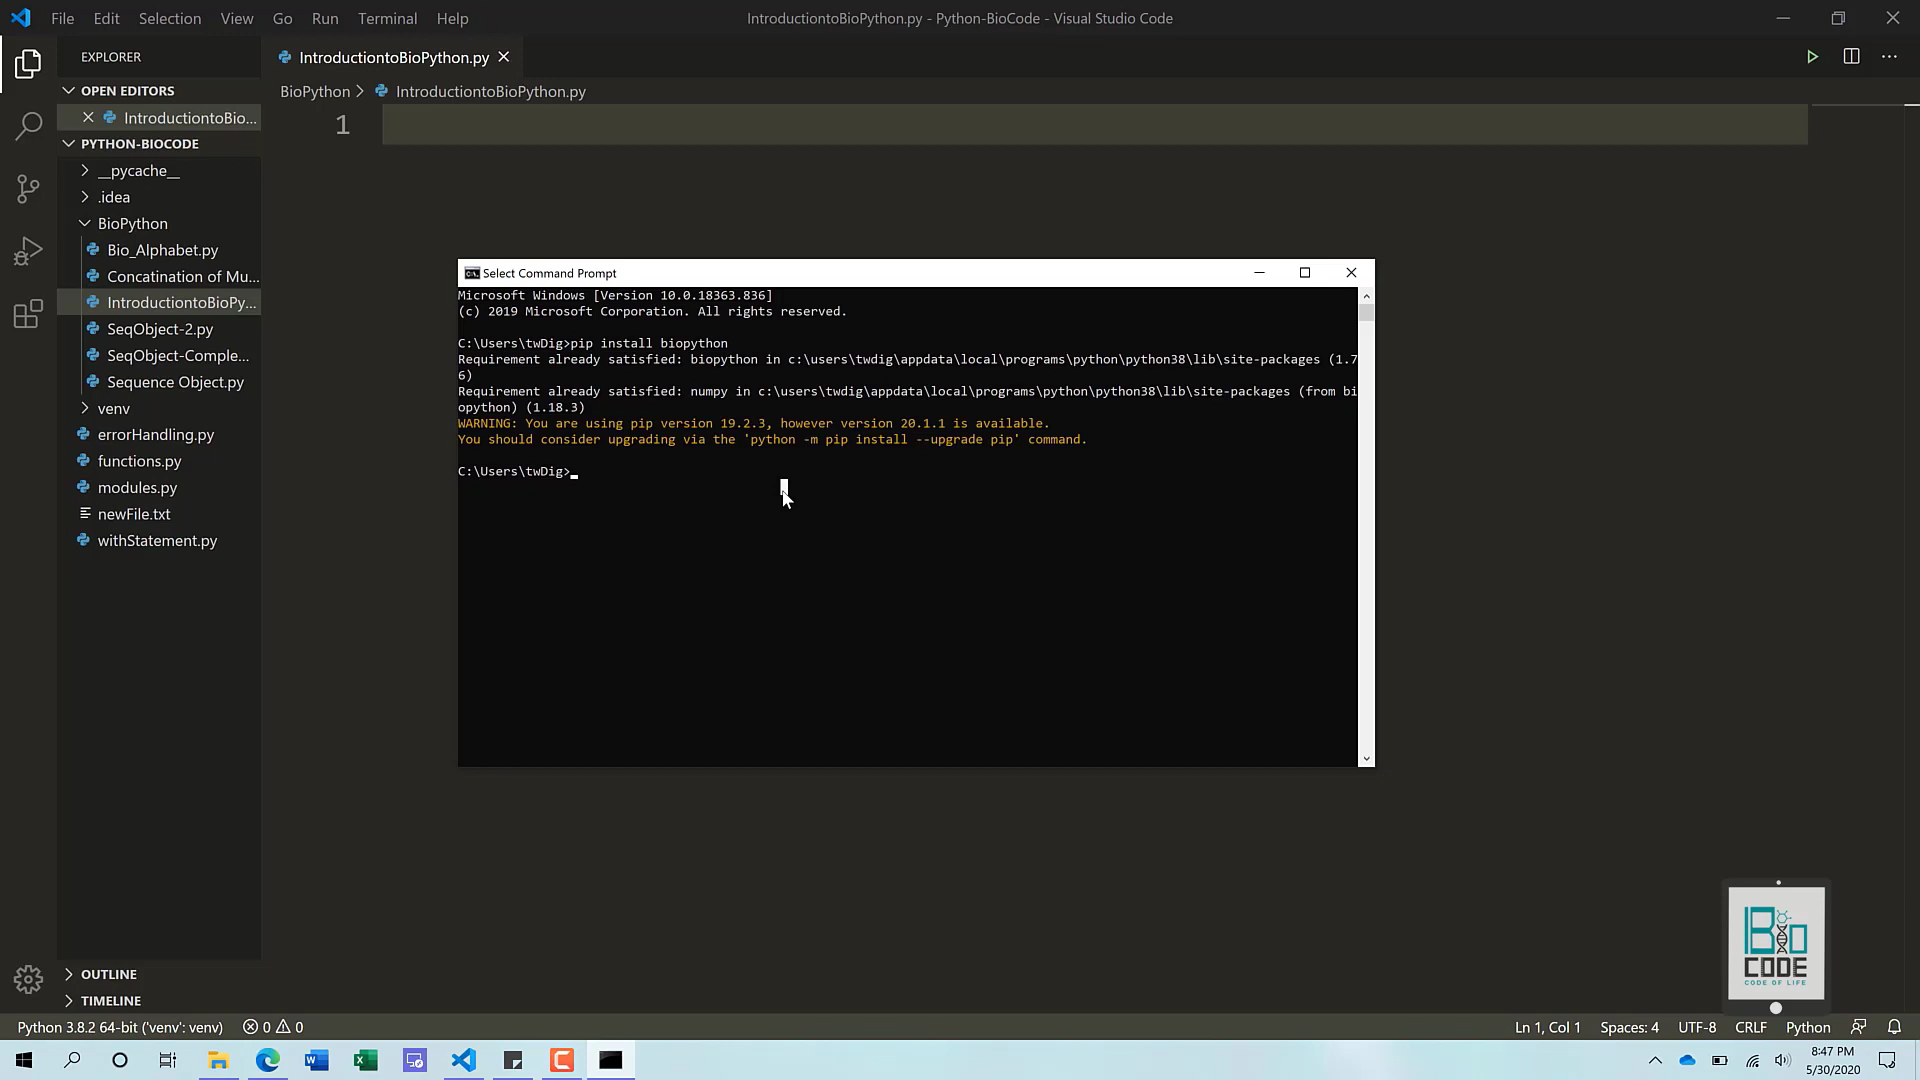 File Edit Selection View Go Run Terminal Help
IntroductiontoBioPython.py - Python-BioCode - Visual Studio Code
EXPLORER
IntroductiontoBioPython.py
OPEN EDITORS
BioPython > IntroductiontoBioPython.py
IntroductiontoBio...
1
PYTHON-BIOCODE
__pycache__
.idea
BioPython
Bio_Alphabet.py
Concatination of Mu...
IntroductiontoBioPy...
SeqObject-2.py
SeqObject-Comple...
Sequence Object.py
venv
errorHandling.py
functions.py
modules.py
newFile.txt
withStatement.py
OUTLINE
TIMELINE
Select Command Prompt
Microsoft Windows [Version 10.0.18363.836]
(c) 2019 Microsoft Corporation. All rights reserved.
C:\Users\twDig>pip install biopython
Requirement already satisfied: biopython in c:\users\twdig\appdata\local\programs\python\python38\lib\site-packages (1.7
6)
Requirement already satisfied: numpy in c:\users\twdig\appdata\local\programs\python\python38\lib\site-packages (from bi
opython) (1.18.3)
WARNING: You are using pip version 19.2.3, however version 20.1.1 is available.
You should consider upgrading via the 'python -m pip install --upgrade pip' command.
C:\Users\twDig>
Bio
CODE
CODE OF LIFE
Python 3.8.2 64-bit ('venv': venv) 0 0
Ln 1, Col 1 Spaces: 4 UTF-8 CRLF Python
8:47 PM
5/30/2020